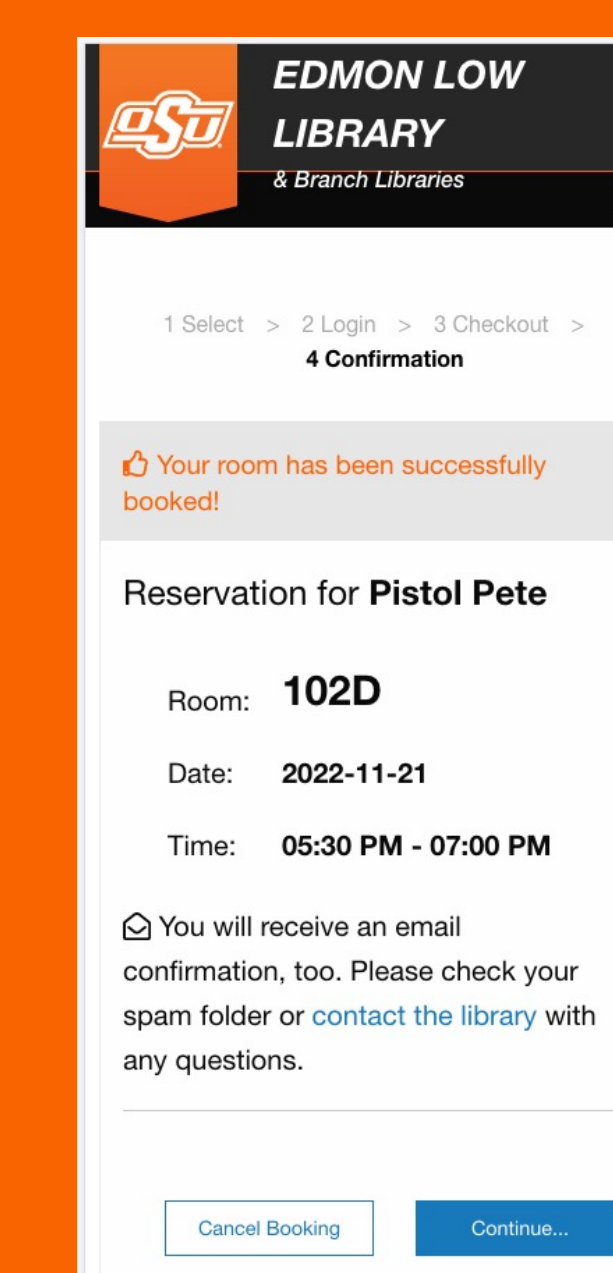 OSU
EDMON LOW
LIBRARY
& Branch Libraries
1 Select > 2 Login > 3 Checkout >
4 Confirmation
Your room has been successfully
booked!
Reservation for Pistol Pete
Room: 102D
Date: 2022-11-21
Time: 05:30 PM - 07:00 PM
You will receive an email
confirmation, too. Please check your
spam folder or contact the library with
any questions.
Cancel Booking Continue...